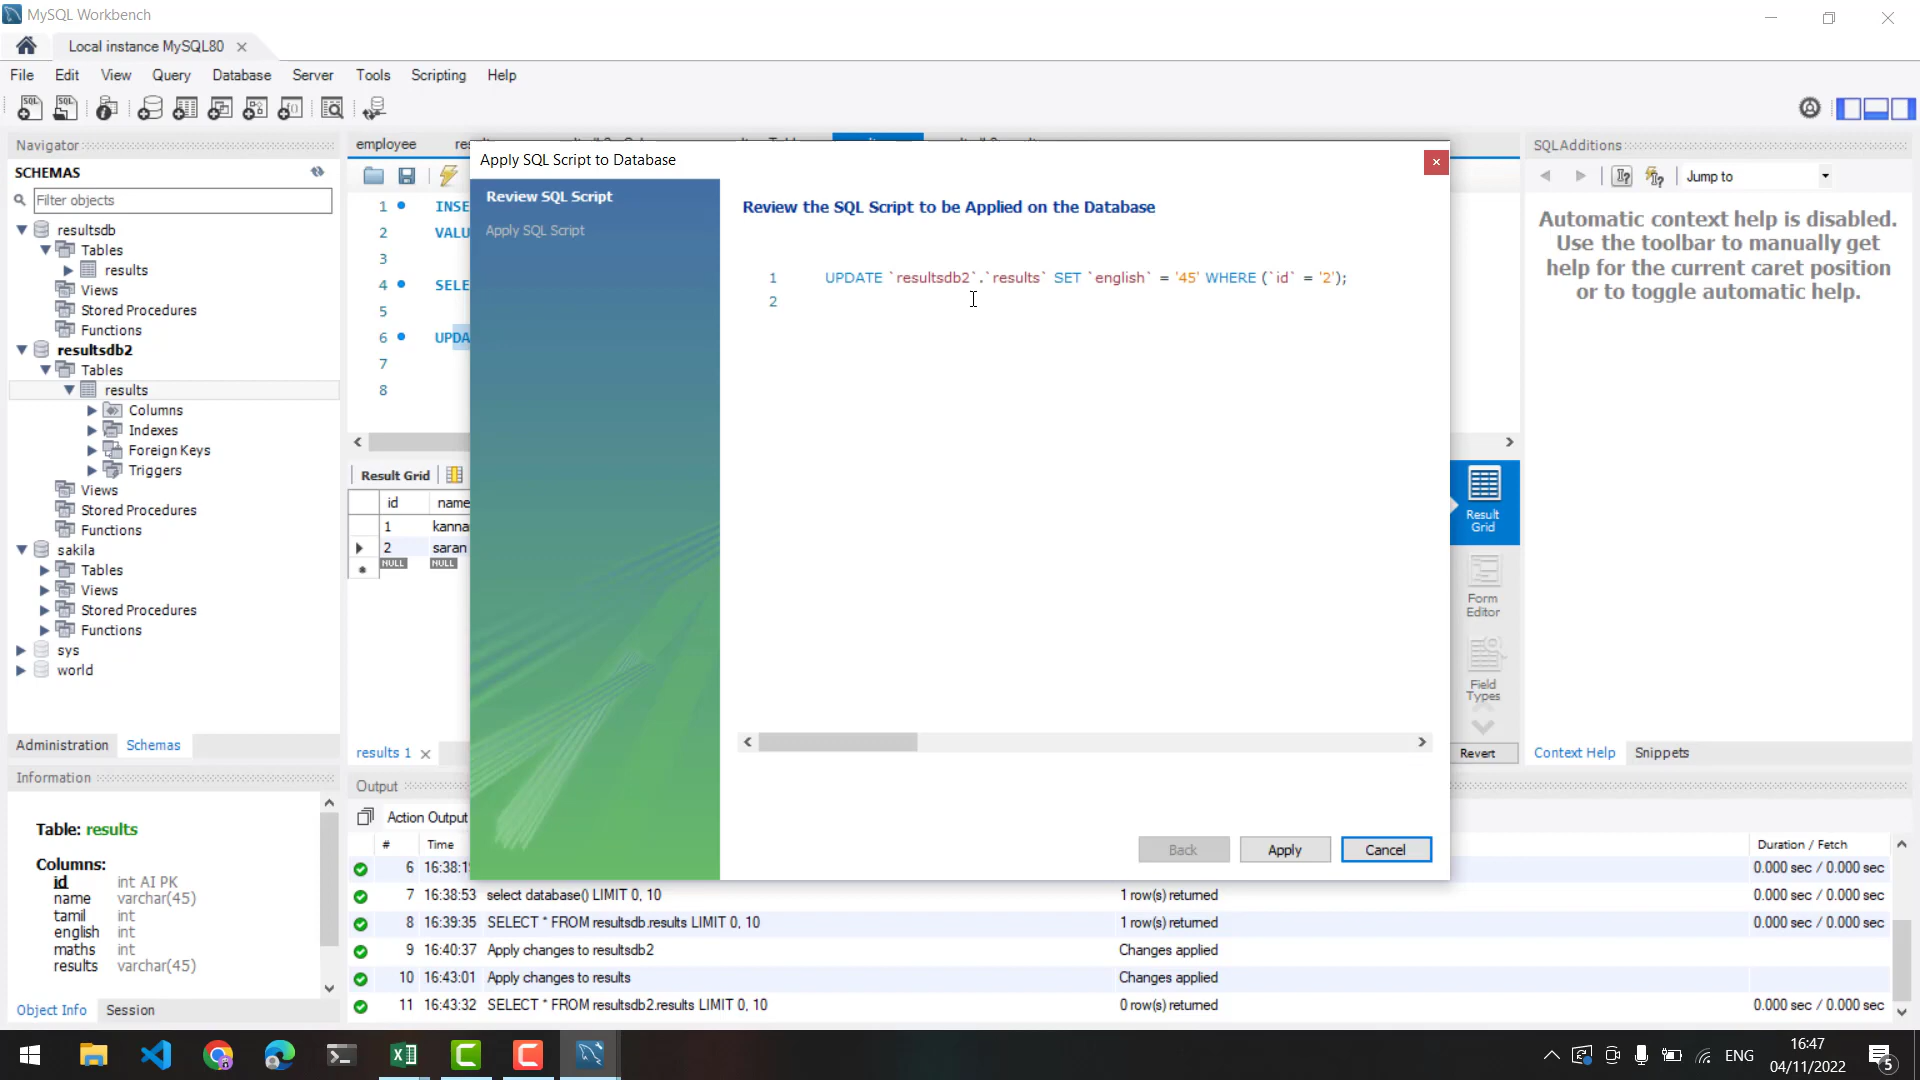 MySQL Workbench
Local instance MySQL80
File Edit View Query Database Server Tools Scripting Help
Navigator
SCHEMAS
Filter objects
resultsdb
Tables
results
Views
Stored Procedures
Functions
resultsdb2
Tables
results
Columns
Indexes
Foreign Keys
Triggers
Views
Stored Procedures
Functions
sakila
Tables
Views
Stored Procedures
Functions
sys
world
Administration Schemas
Information
Table: results
Columns:
id int AI PK
name varchar(45)
tamil int
english int
maths int
results varchar(45)
Object Info Session
employee
1 INSE
2 VALU
3
4 SELE
5
6 UPDA
7
8
Result Grid
id name
1 kanna
2 saran
NULL NULL
results 1
Apply SQL Script to Database
Review SQL Script
Apply SQL Script
Review the SQL Script to be Applied on the Database
1 UPDATE `resultsdb2`.`results` SET `english` = '45' WHERE (`id` = '2');
2
Back Apply Cancel
Result Grid
Form Editor
Field Types
Revert
SQLAdditions
Jump to
Automatic context help is disabled.
Use the toolbar to manually get
help for the current caret position
or to toggle automatic help.
Context Help Snippets
Output
Action Output
# Time Duration / Fetch
6 16:38:1 0.000 sec / 0.000 sec
7 16:38:53 select database() LIMIT 0, 10 1 row(s) returned 0.000 sec / 0.000 sec
8 16:39:35 SELECT * FROM resultsdb.results LIMIT 0, 10 1 row(s) returned 0.000 sec / 0.000 sec
9 16:40:37 Apply changes to resultsdb2 Changes applied
10 16:43:01 Apply changes to results Changes applied
11 16:43:32 SELECT * FROM resultsdb2.results LIMIT 0, 10 0 row(s) returned 0.000 sec / 0.000 sec
ENG
16:47
04/11/2022
5